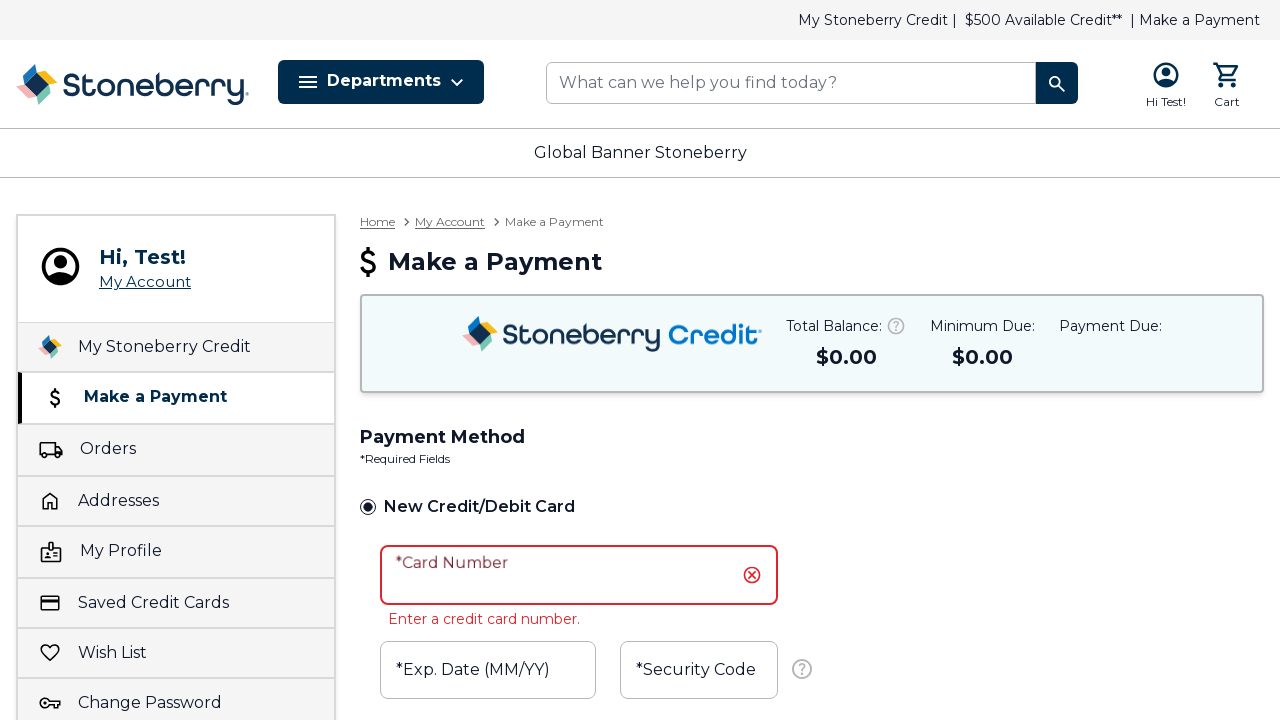 My Stoneberry Credit | $500 Available Credit** | Make a Payment
Stoneberry
Departments
What can we help you find today?
Hi Test!
Cart
Global Banner Stoneberry
Hi, Test!
My Account
My Stoneberry Credit
Make a Payment
Orders
Addresses
My Profile
Saved Credit Cards
Wish List
Change Password
Home > My Account > Make a Payment
$ Make a Payment
Stoneberry Credit
Total Balance: ?
$0.00
Minimum Due:
$0.00
Payment Due:
Payment Method
*Required Fields
New Credit/Debit Card
*Card Number
Enter a credit card number.
*Exp. Date (MM/YY)
*Security Code ?